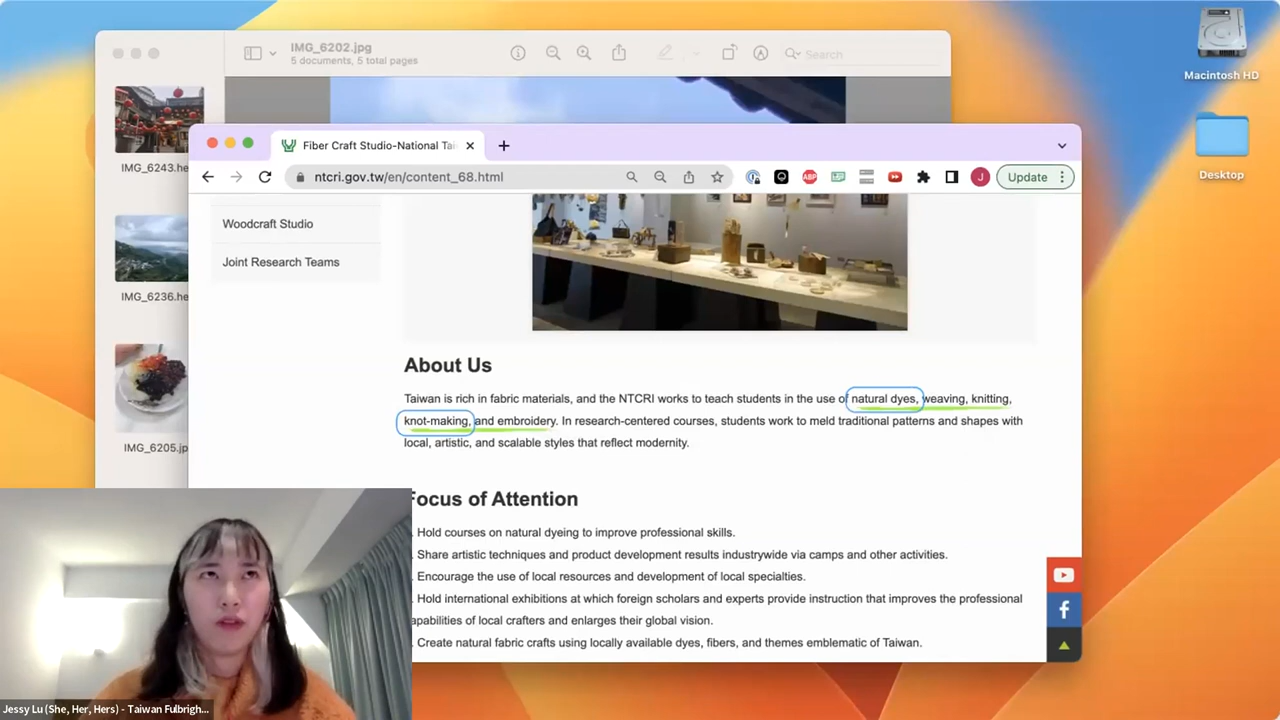 IMG_6202.jpg
5 documents, 5 total pages
Search
Macintosh HD
Desktop
IMG_6243.he
IMG_6236.he
IMG_6205.jp
Fiber Craft Studio-National Tai
ntcri.gov.tw/en/content_68.html
ABP
J
Update
Woodcraft Studio
Joint Research Teams
About Us
Taiwan is rich in fabric materials, and the NTCRI works to teach students in the use of natural dyes, weaving, knitting,
knot-making, and embroidery. In research-centered courses, students work to meld traditional patterns and shapes with
local, artistic, and scalable styles that reflect modernity.
Focus of Attention
. Hold courses on natural dyeing to improve professional skills.
. Share artistic techniques and product development results industrywide via camps and other activities.
. Encourage the use of local resources and development of local specialties.
. Hold international exhibitions at which foreign scholars and experts provide instruction that improves the professional
apabilities of local crafters and enlarges their global vision.
. Create natural fabric crafts using locally available dyes, fibers, and themes emblematic of Taiwan.
Jessy Lu (She, Her, Hers) - Taiwan Fulbrigh...